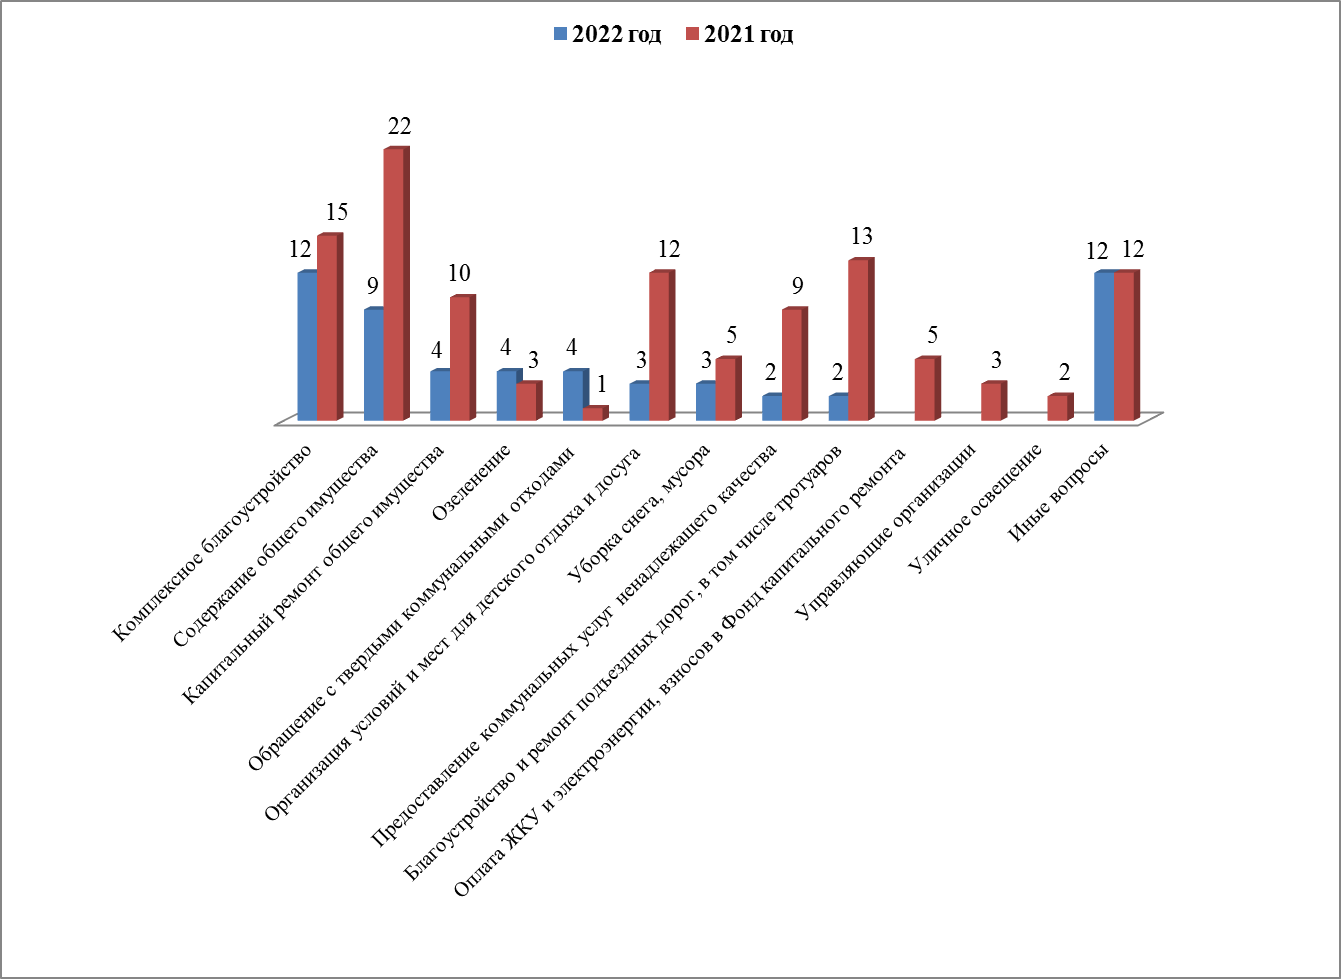 2022 год 2021 год
22
15
12
9
10
4
4
3
4
1
12
3
3
5
9
2
13
2
5
3
2
12
12
Комплексное благоустройство
Содержание общего имущества
Капитальный ремонт общего имущества
Озеленение
Обращение с твердыми коммунальными отходами
Организация условий и мест для детского отдыха и досуга
Уборка снега, мусора
Предоставление коммунальных услуг ненадлежащего качества
Благоустройство и ремонт подъездных дорог, в том числе тротуаров
Оплата ЖКУ и электроэнергии, взносов в Фонд капитального ремонта
Управляющие организации
Уличное освещение
Иные вопросы